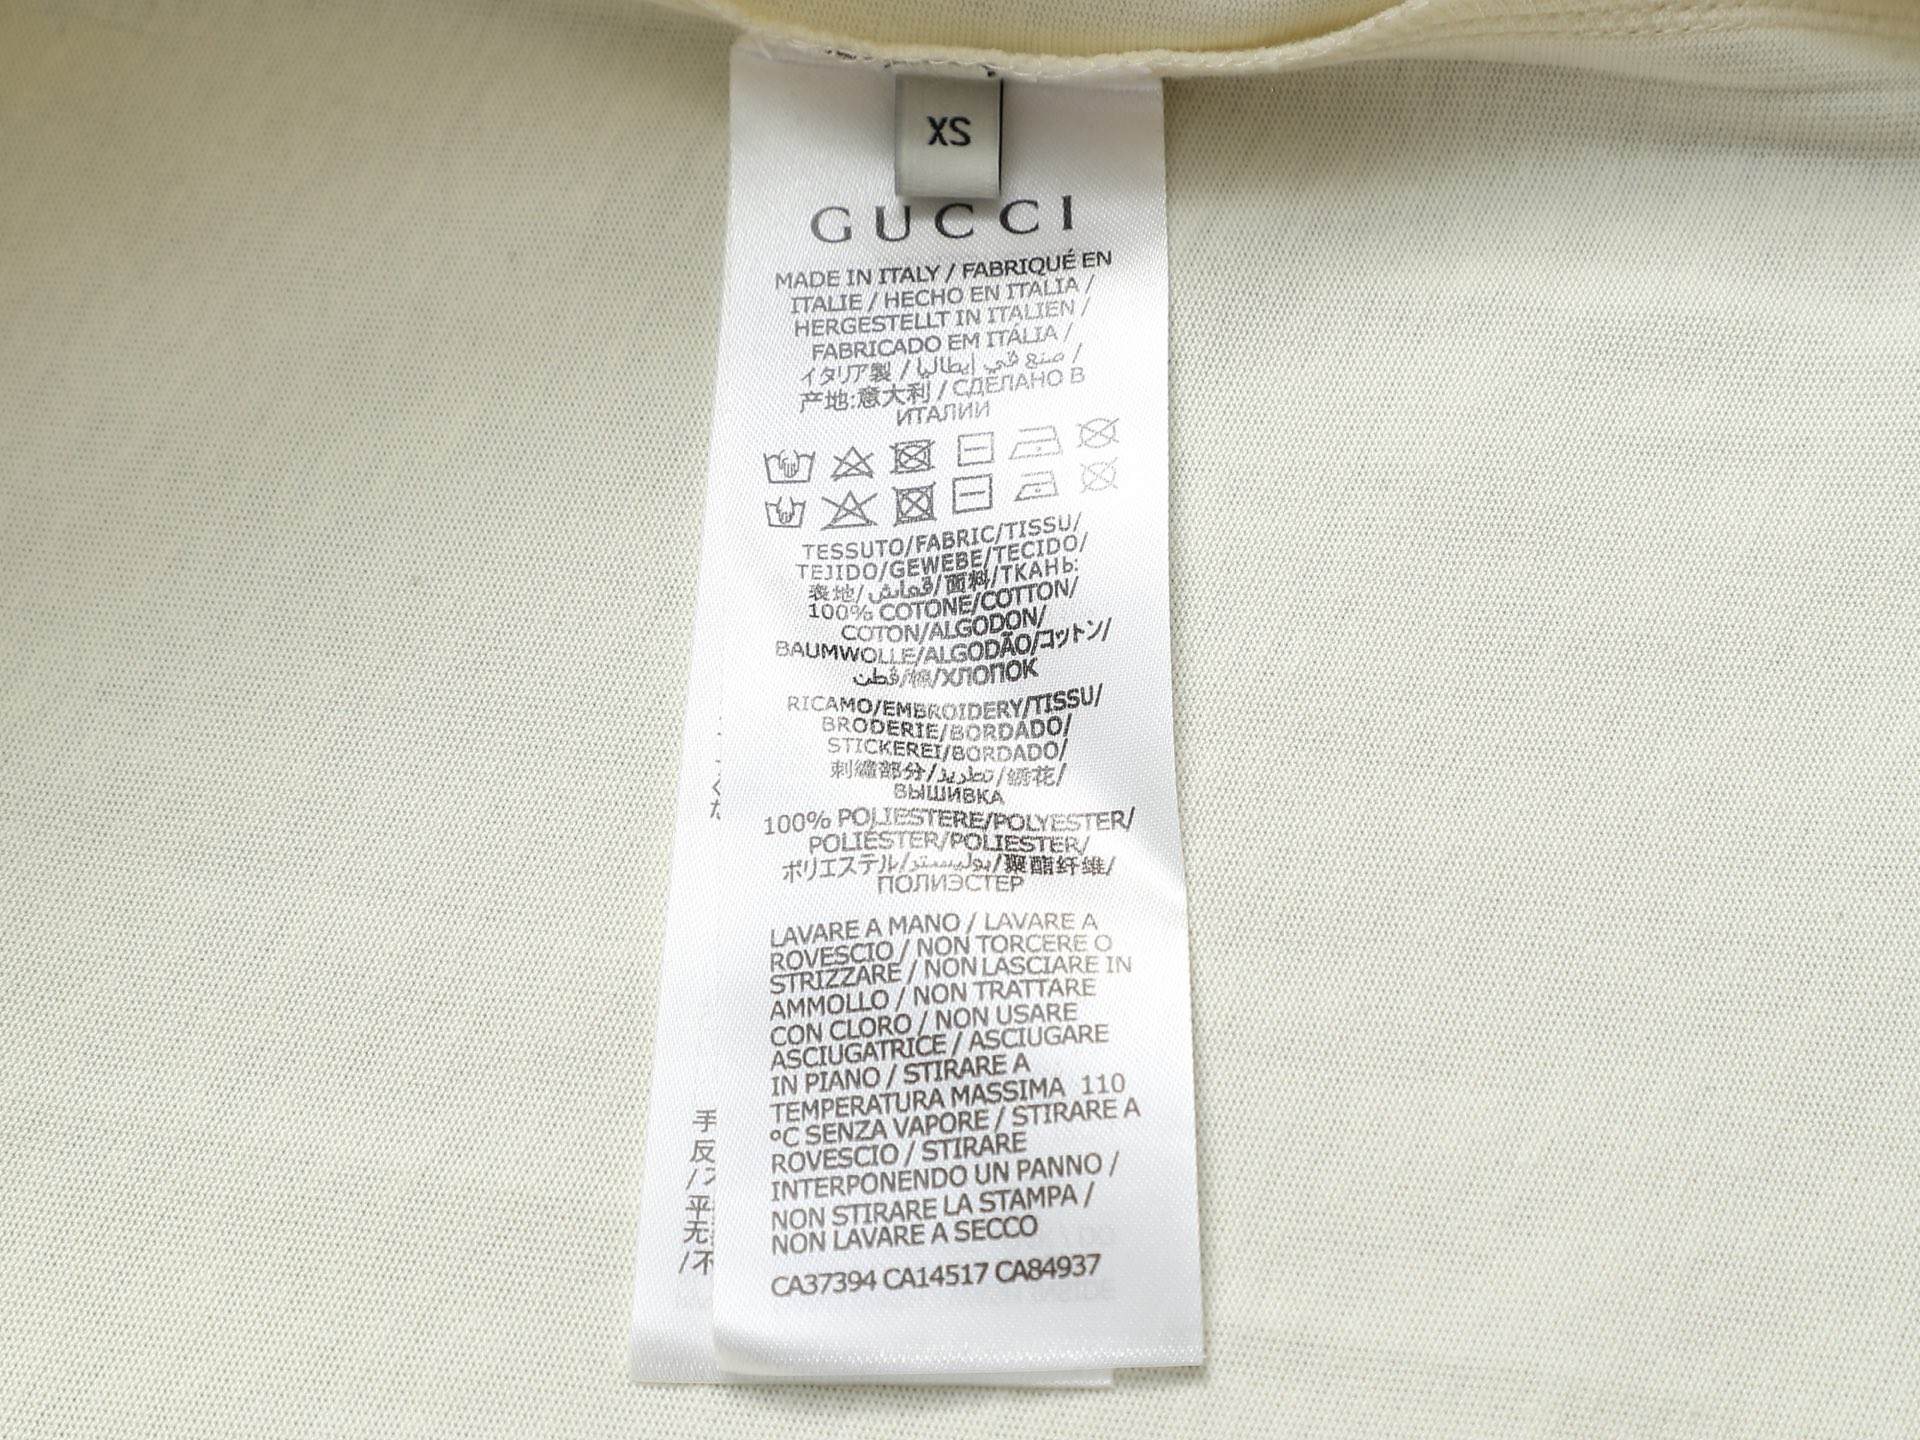 XS
GUCCI
MADE IN ITALY / FABRIQUÉ EN
ITALIE / HECHO EN ITALIA /
HERGESTELLT IN ITALIEN /
FABRICADO EM ITÁLIA /
イタリア製 / صنع في إيطاليا /
产地:意大利 / СДЕЛАНО В
ИТАЛИИ
TESSUTO/FABRIC/TISSU/
TEJIDO/GEWEBE/TECIDO/
表地/قماش/面料/ТКАНЬ:
100% COTONE/COTTON/
COTON/ALGODON/
BAUMWOLLE/ALGODÃO/コットン/
قطن/棉/ХЛОПОК
RICAMO/EMBROIDERY/TISSU/
BRODERIE/BORDADO/
STICKEREI/BORDADO/
刺繍部分/تطريز/绣花/
ВЫШИВКА
100% POLIESTERE/POLYESTER/
POLIÉSTER/POLIESTER/
ポリエステル/بوليستر/聚酯纤维/
ПОЛИЭСТЕР
LAVARE A MANO / LAVARE A
ROVESCIO / NON TORCERE O
STRIZZARE / NON LASCIARE IN
AMMOLLO / NON TRATTARE
CON CLORO / NON USARE
ASCIUGATRICE / ASCIUGARE
IN PIANO / STIRARE A
TEMPERATURA MASSIMA 110
°C SENZA VAPORE / STIRARE A
ROVESCIO / STIRARE
INTERPONENDO UN PANNO /
NON STIRARE LA STAMPA /
NON LAVARE A SECCO
CA37394 CA14517 CA84937
手
反
平
无
/不